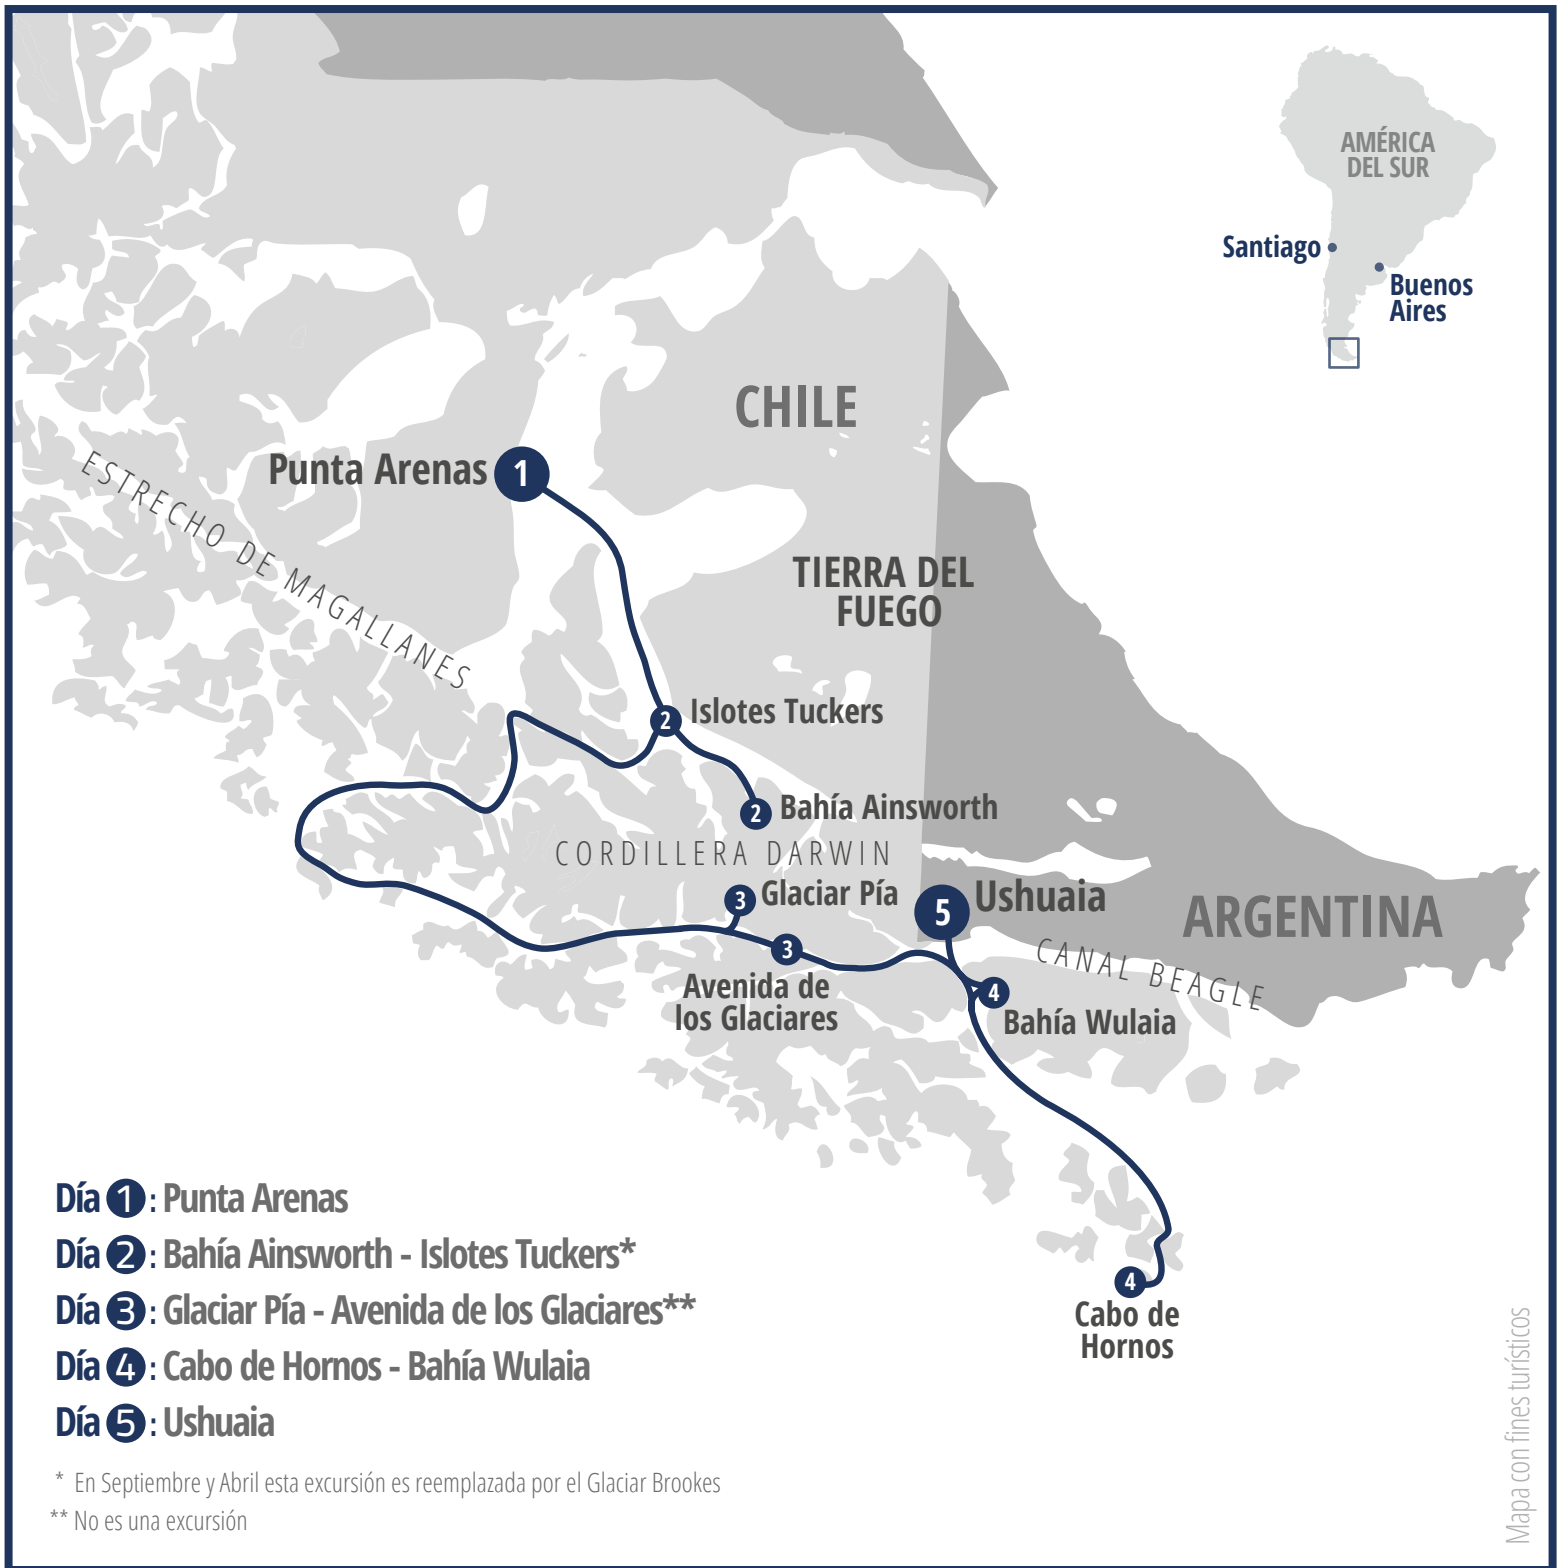 AMÉRICA
DEL SUR
Santiago
Buenos
Aires
CHILE
Punta Arenas
1
ESTRECHO DE MAGALLANES
TIERRA DEL
FUEGO
2
Islotes Tuckers
2
Bahía Ainsworth
CORDILLERA DARWIN
3
Glaciar Pía
5
Ushuaia
ARGENTINA
CANAL BEAGLE
3
Avenida de
los Glaciares
4
Bahía Wulaia
4
Cabo de
Hornos
Día 1: Punta Arenas
Día 2: Bahía Ainsworth - Islotes Tuckers*
Día 3: Glaciar Pía - Avenida de los Glaciares**
Día 4: Cabo de Hornos - Bahía Wulaia
Día 5: Ushuaia
* En Septiembre y Abril esta excursión es reemplazada por el Glaciar Brookes
** No es una excursión
Mapa con fines turísticos